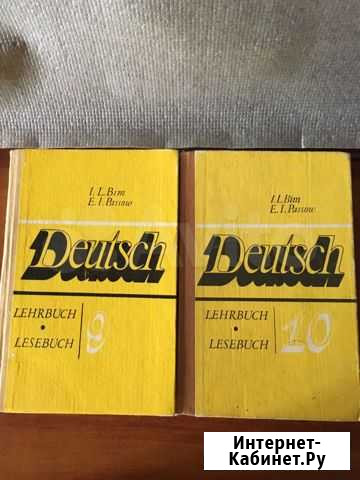 I. L. Bim
E. I. Passow
Deutsch
LEHRBUCH
•
LESEBUCH
9
I. L. Bim
E. I. Passow
Deutsch
LEHRBUCH
•
LESEBUCH
10
Интернет-
Кабинет.Ру